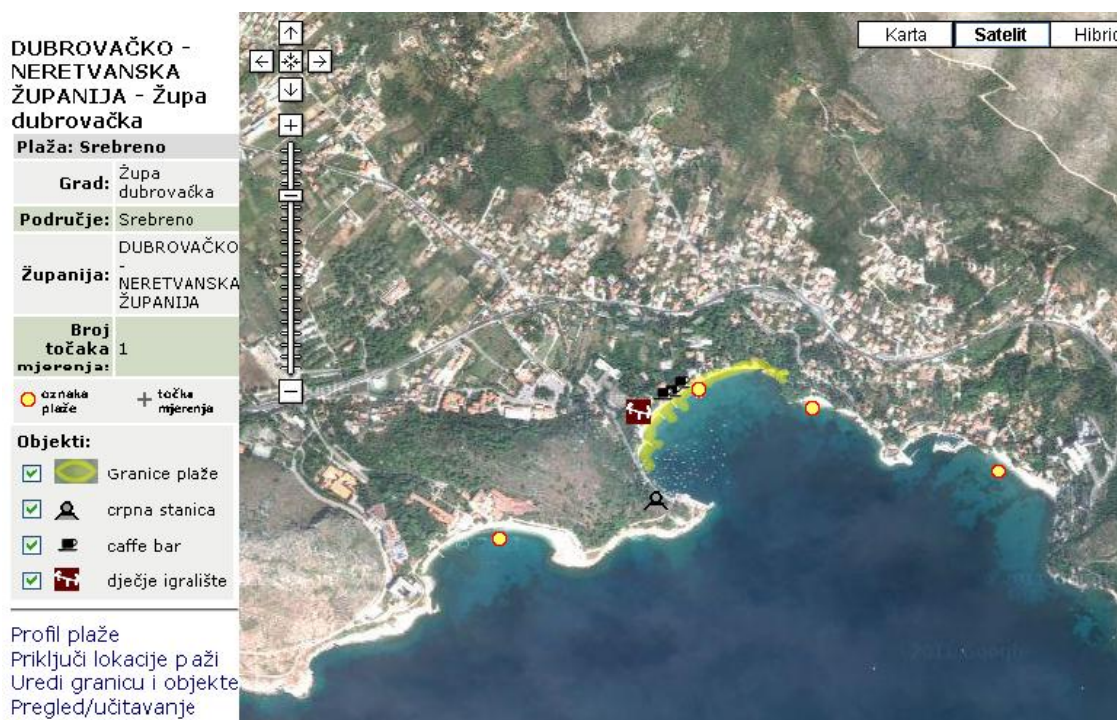 DUBROVAČKO -
NERETVANSKA
ŽUPANIJA - Župa
dubrovačka
Plaža: Srebreno
Grad: Župa
dubrovačka
Područje: Srebreno
Županija: DUBROVAČKO
-
NERETVANSKA
ŽUPANIJA
Broj
točaka
mjerenja: 1
oznaka
plaže
točka
mjerenja
Objekti:
Granice plaže
crpna stanica
caffe bar
dječje igralište
Profil plaže
Priključi lokacije p aži
Uredi granicu i objekte
Pregled/učitavanje
Karta
Satelit
Hibrid